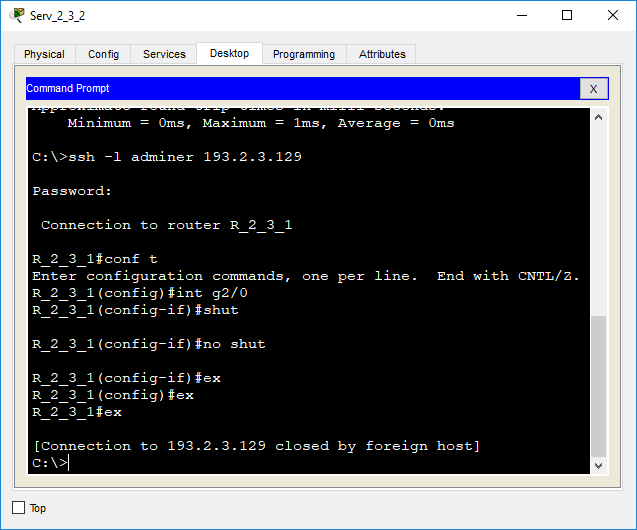 Serv_2_3_2
Physical Config Services Desktop Programming Attributes
Command Prompt X
Approximate round trip times in milli-seconds:
Minimum = 0ms, Maximum = 1ms, Average = 0ms
C:\>ssh -l adminer 193.2.3.129
Password:
Connection to router R_2_3_1
R_2_3_1#conf t
Enter configuration commands, one per line.  End with CNTL/Z.
R_2_3_1(config)#int g2/0
R_2_3_1(config-if)#shut
R_2_3_1(config-if)#no shut
R_2_3_1(config-if)#ex
R_2_3_1(config)#ex
R_2_3_1#ex
[Connection to 193.2.3.129 closed by foreign host]
C:\>
Top